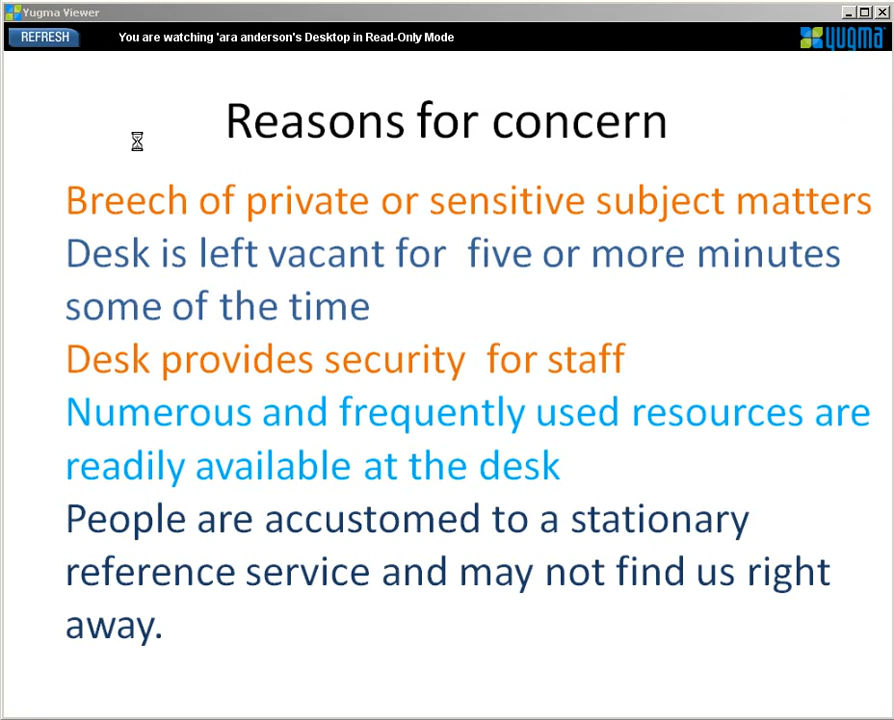 Yugma Viewer
REFRESH
You are watching 'ara anderson's Desktop in Read-Only Mode
yugma
Reasons for concern
Breech of private or sensitive subject matters
Desk is left vacant for five or more minutes
some of the time
Desk provides security for staff
Numerous and frequently used resources are
readily available at the desk
People are accustomed to a stationary
reference service and may not find us right
away.